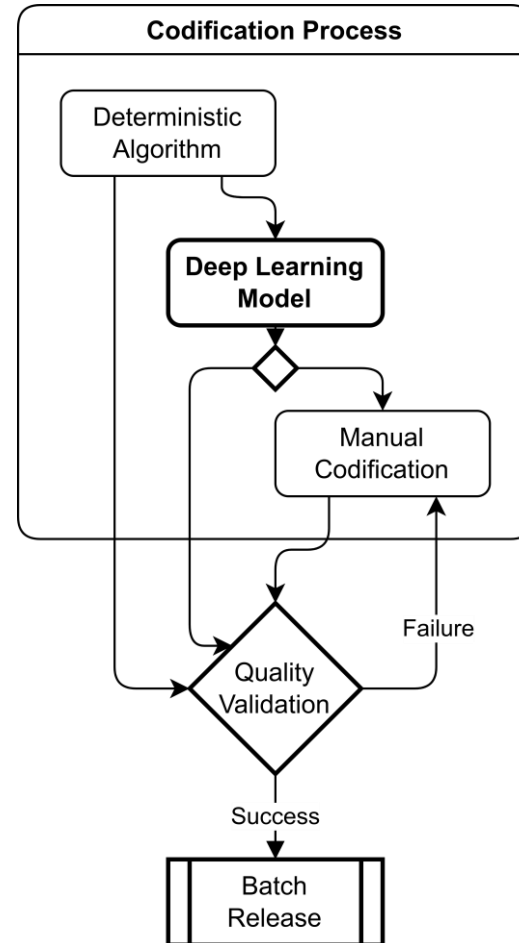 Codification Process
Deterministic
Algorithm
Deep Learning
Model
Manual
Codification
Failure
Quality
Validation
Success
Batch
Release